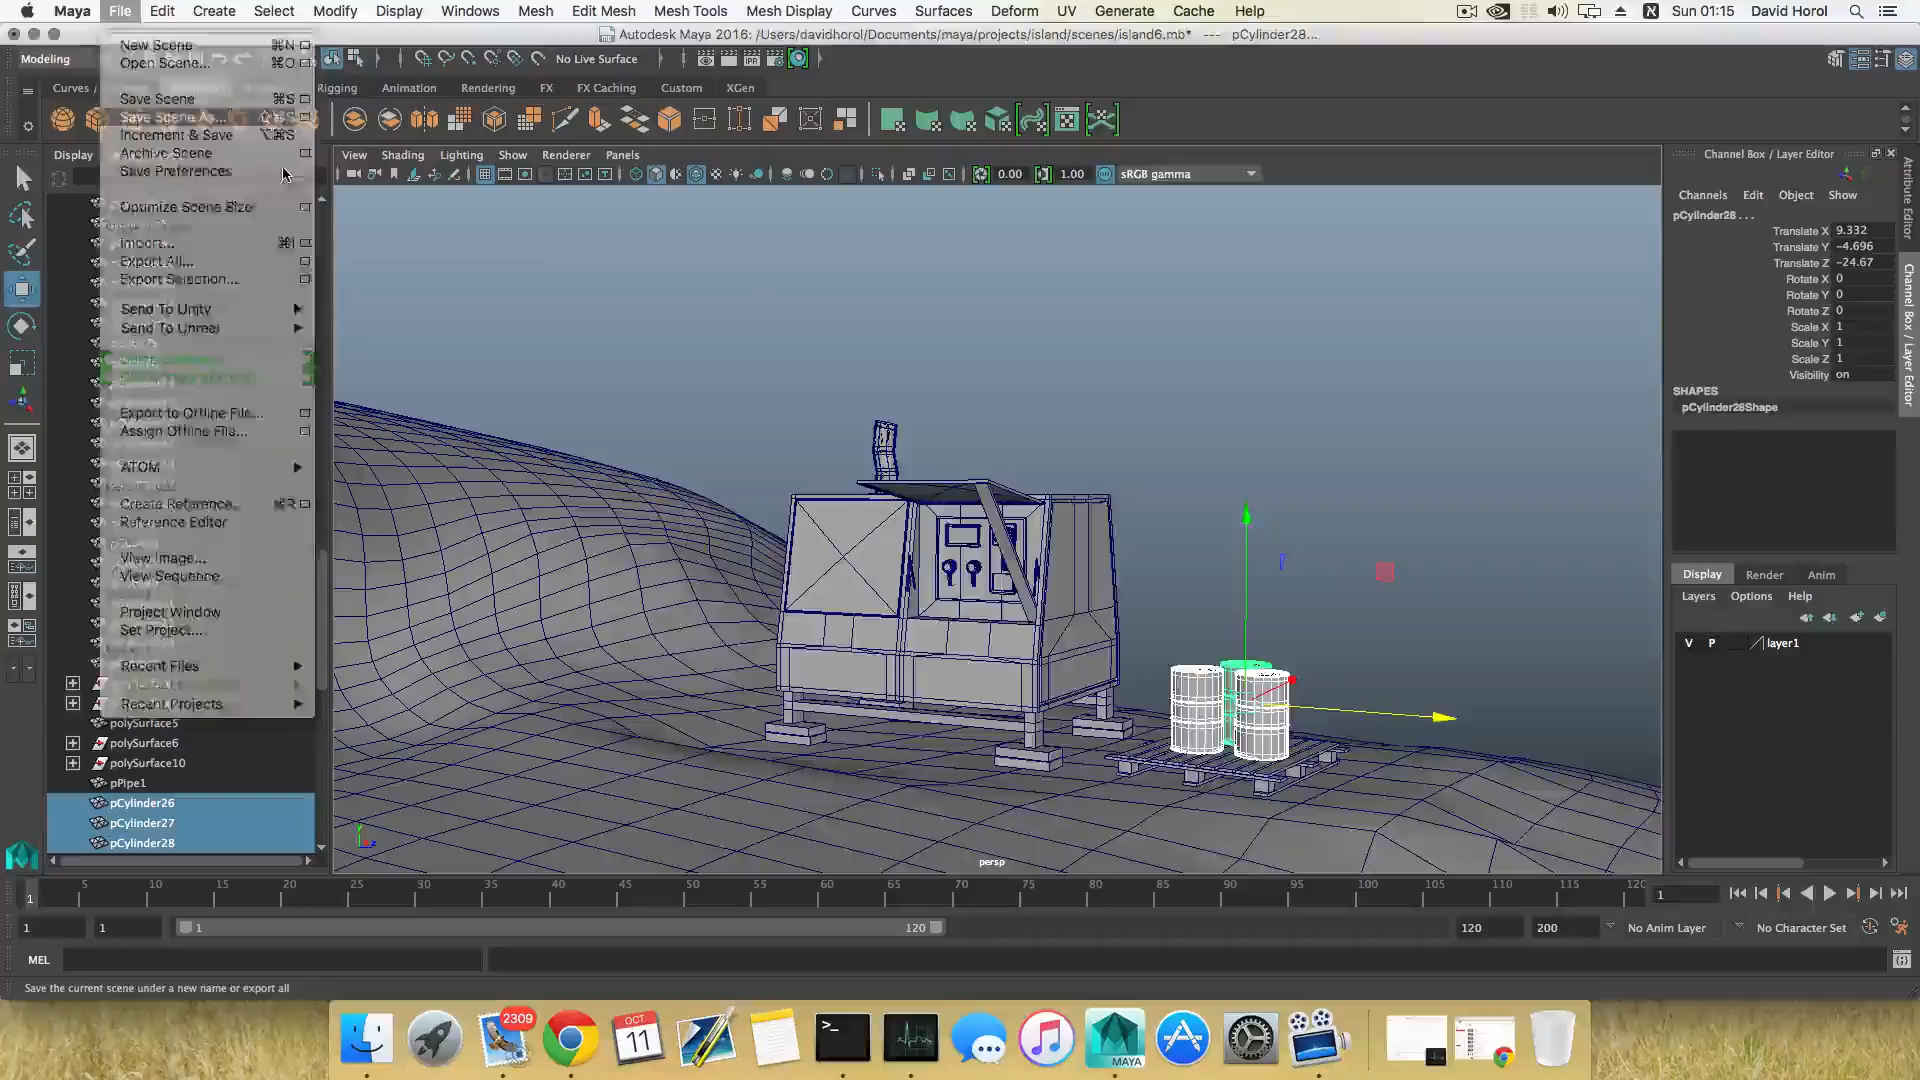 Maya File Edit Create Select Modify Display Windows Mesh Edit Mesh Mesh Tools Mesh Display Curves Surfaces Deform UV Generate Cache Help Sun 01:15 David Horol
Autodesk Maya 2016: /Users/davidhorol/Documents/maya/projects/island/scenes/island6.mb* --- pCylinder28...
Modeling
No Live Surface
Curves /
Rigging Animation Rendering FX FX Caching Custom XGen
New Scene ⌘N
Open Scene... ⌘O
Save Scene ⌘S
Save Scene As... ⇧⌘S
Increment & Save ⌥⌘S
Archive Scene
Save Preferences
Optimize Scene Size
Import... ⌘I
Export All...
Export Selection...
Send To Unity
Send To Unreal
Export to Offline File...
Assign Offline File...
ATOM
Create Reference... ⌘R
Reference Editor
View Image...
View Sequence
Project Window
Set Project...
Recent Files
Recent Projects
Display
polySurface5
polySurface6
polySurface10
pPipe1
pCylinder26
pCylinder27
pCylinder28
View Shading Lighting Show Renderer Panels
0.00 1.00 sRGB gamma
persp
Channel Box / Layer Editor
Channels Edit Object Show
pCylinder28 . . .
Translate X 9.332
Translate Y -4.696
Translate Z -24.67
Rotate X 0
Rotate Y 0
Rotate Z 0
Scale X 1
Scale Y 1
Scale Z 1
Visibility on
SHAPES
pCylinder28Shape
Display Render Anim
Layers Options Help
V P layer1
Attribute Editor
Channel Box / Layer Editor
1 5 10 15 20 25 30 35 40 45 50 55 60 65 70 75 80 85 90 95 100 105 110 115 120 1
1 1 1 120 120 200 No Anim Layer No Character Set
MEL
Save the current scene under a new name or export all
2309
OCT
11
MAYA